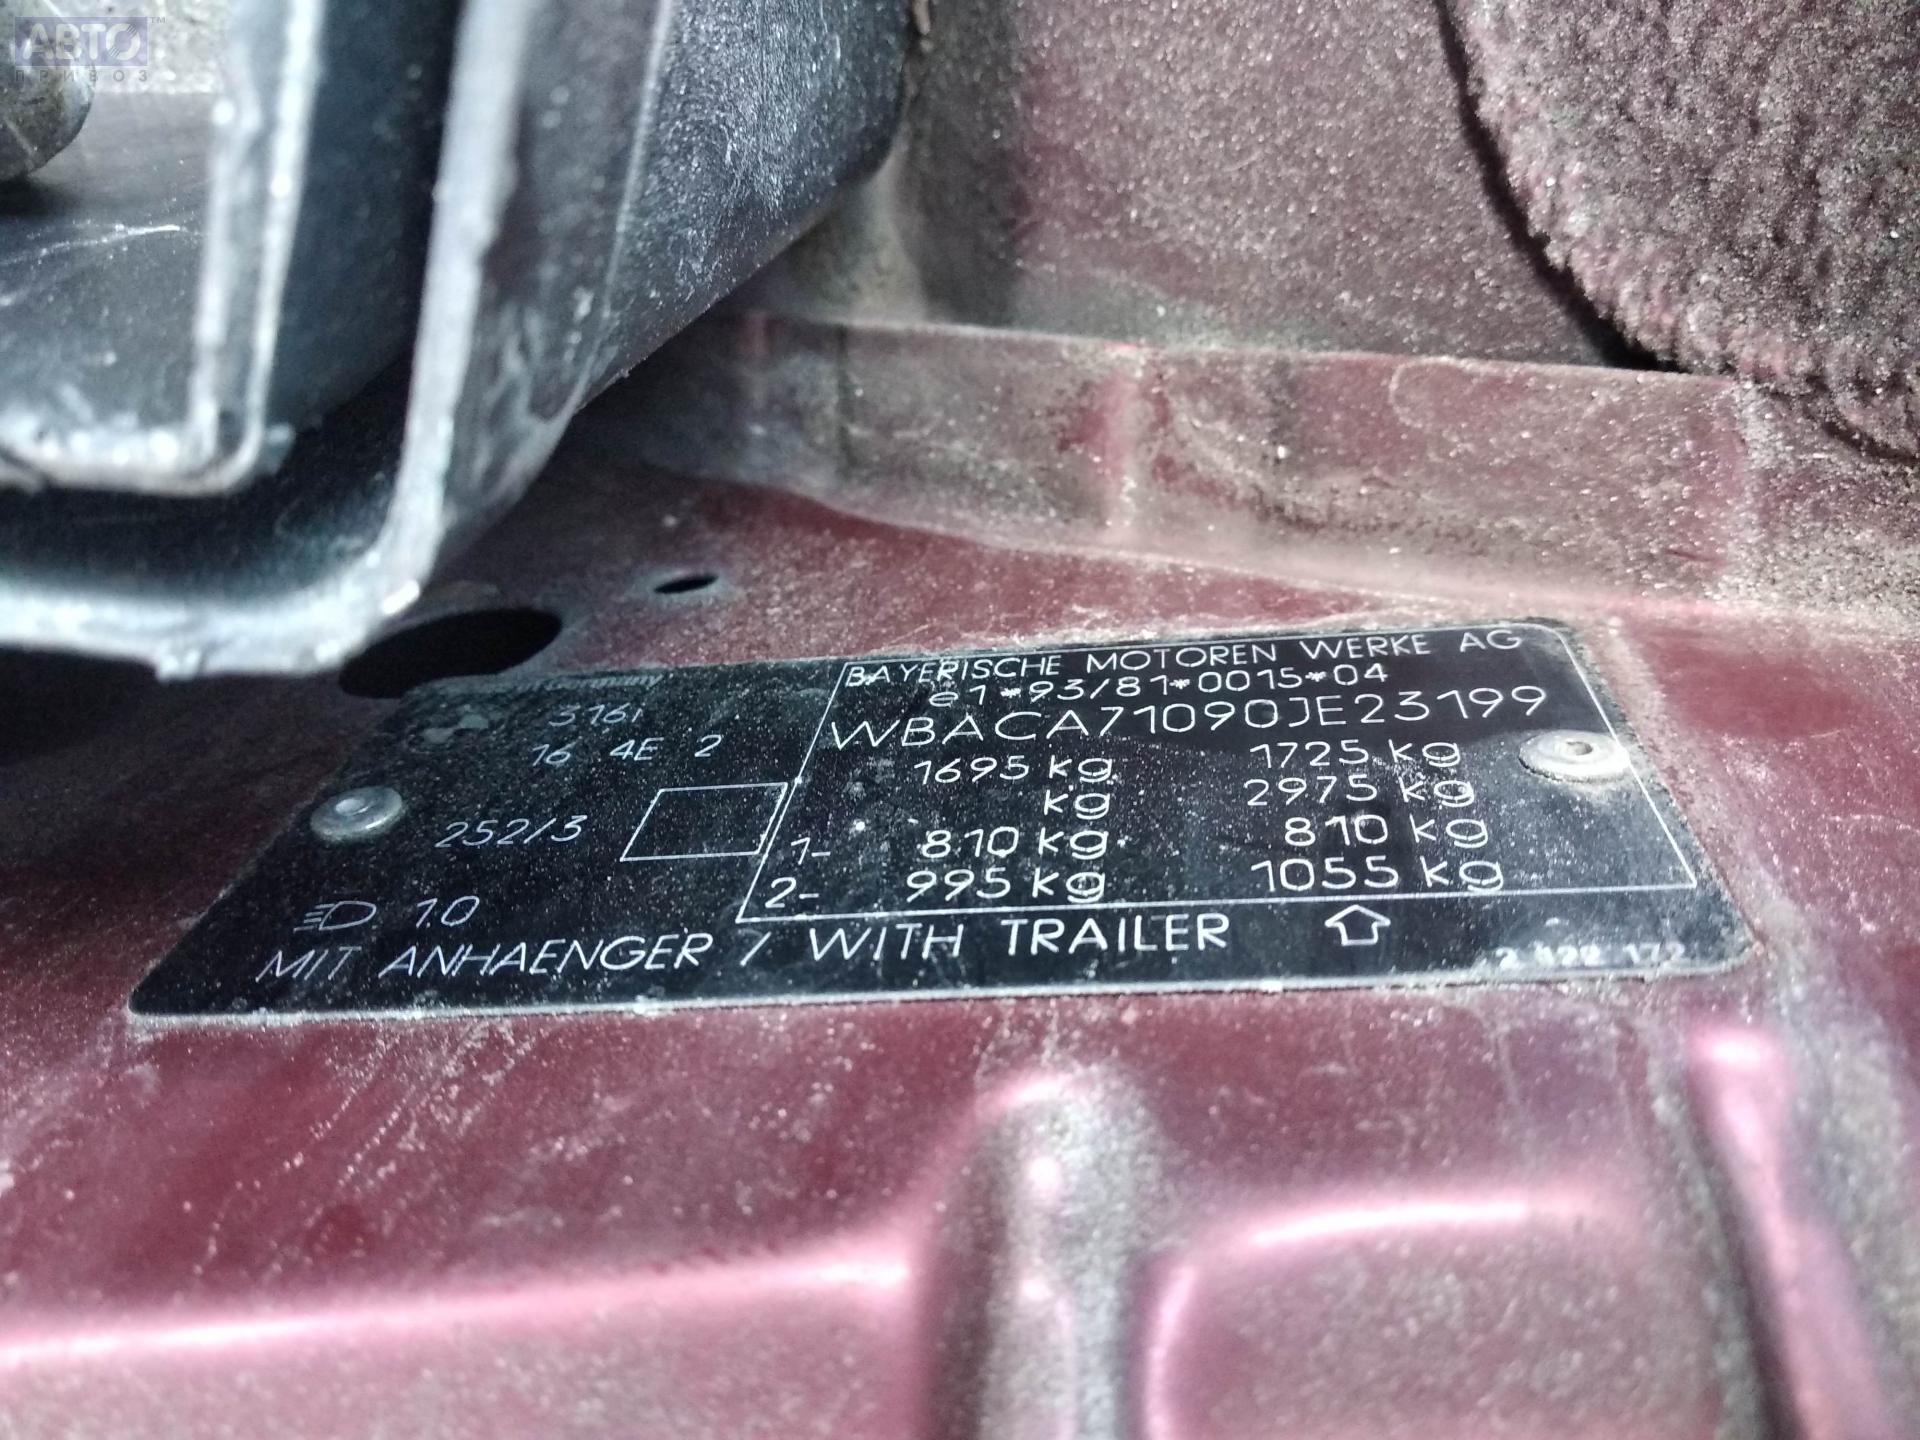 АВТО™
ПРИВОЗ
Germany
316i
16 4E 2
252/3
1.0
BAYERISCHE MOTOREN WERKE AG
e1*93/81*0015*04
WBACA71090JE23199
1695 kg 1725 kg
kg 2975 kg
1- 810 kg 810 kg
2- 995 kg 1055 kg
MIT ANHAENGER / WITH TRAILER